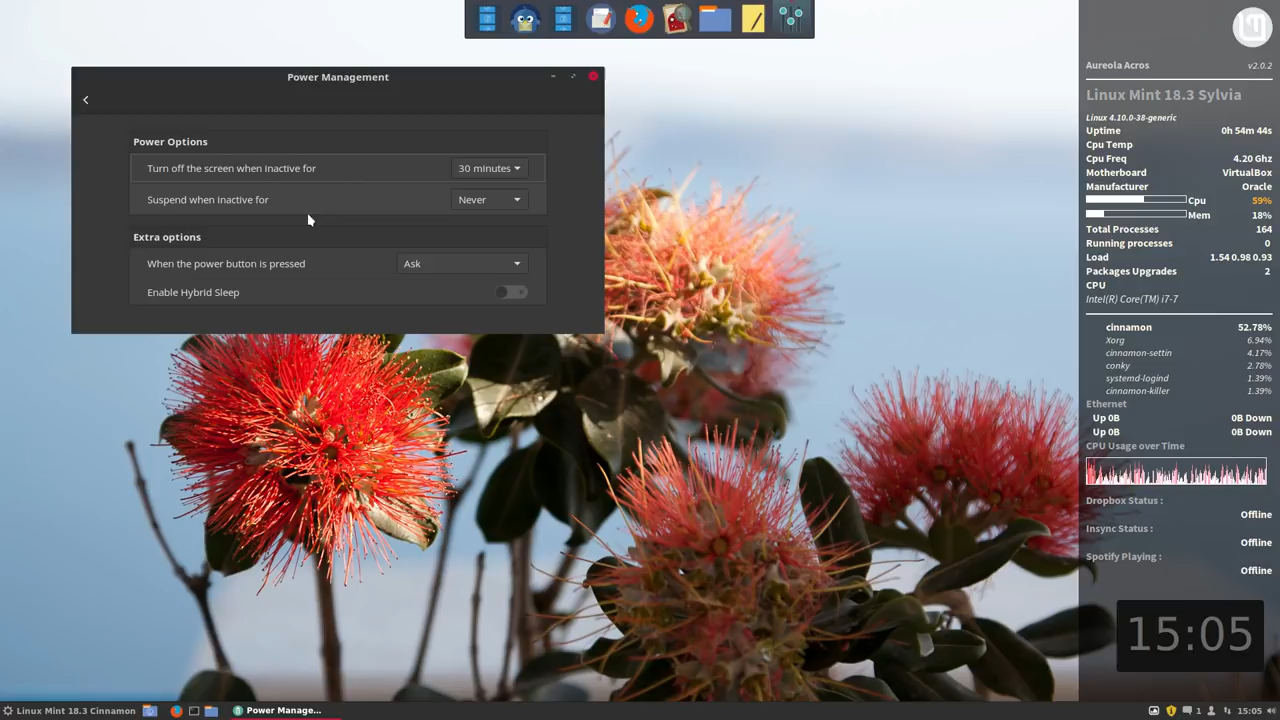 Power Management
Power Options
Turn off the screen when inactive for
30 minutes
Suspend when inactive for
Never
Extra options
When the power button is pressed
Ask
Enable Hybrid Sleep
Aureola Acros v2.0.2
Linux Mint 18.3 Sylvia
Linux 4.10.0-38-generic
Uptime 0h 54m 44s
Cpu Temp
Cpu Freq 4.20 Ghz
Motherboard VirtualBox
Manufacturer Oracle
Cpu 59%
Mem 18%
Total Processes 164
Running processes 0
Load 1.54 0.98 0.93
Packages Upgrades 2
CPU
Intel(R) Core(TM) i7-7
cinnamon 52.78%
Xorg 6.94%
cinnamon-settin 4.17%
conky 2.78%
systemd-logind 1.39%
cinnamon-killer 1.39%
Ethernet
Up 0B 0B Down
Up 0B 0B Down
CPU Usage over Time
Dropbox Status :
Offline
Insync Status :
Offline
Spotify Playing :
Offline
15:05
Linux Mint 18.3 Cinnamon
Power Manage...
1
15:05